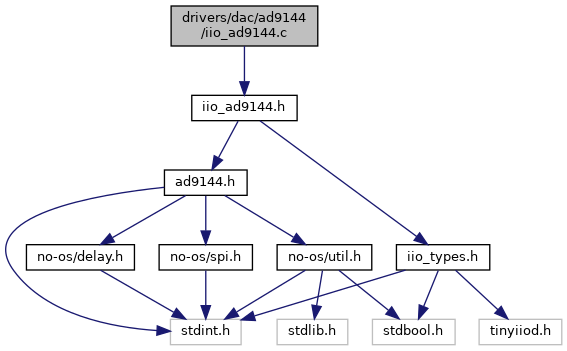 drivers/dac/ad9144
/iio_ad9144.c
iio_ad9144.h
ad9144.h
no-os/delay.h
no-os/spi.h
no-os/util.h
iio_types.h
stdint.h
stdlib.h
stdbool.h
tinyiiod.h